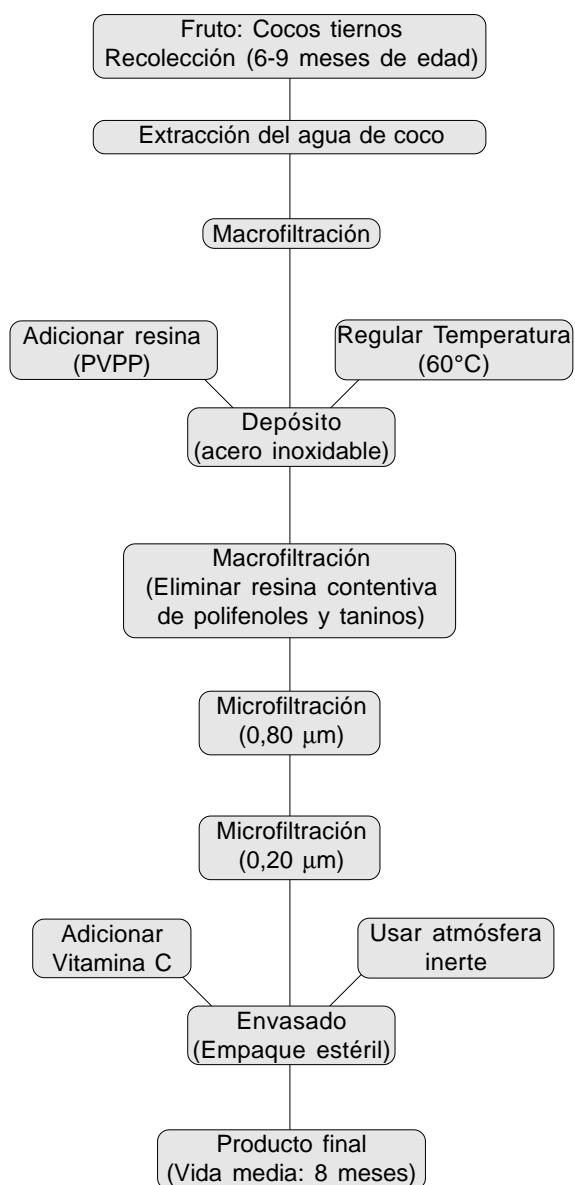 Fruto: Cocos tiernos
Recolección (6-9 meses de edad)
Extracción del agua de coco
Macrofiltración
Adicionar resina
(PVPP)
Regular Temperatura
(60°C)
Depósito
(acero inoxidable)
Macrofiltración
(Eliminar resina contentiva
de polifenoles y taninos)
Microfiltración
(0,80 μm)
Microfiltración
(0,20 μm)
Adicionar
Vitamina C
Usar atmósfera
inerte
Envasado
(Empaque estéril)
Producto final
(Vida media: 8 meses)